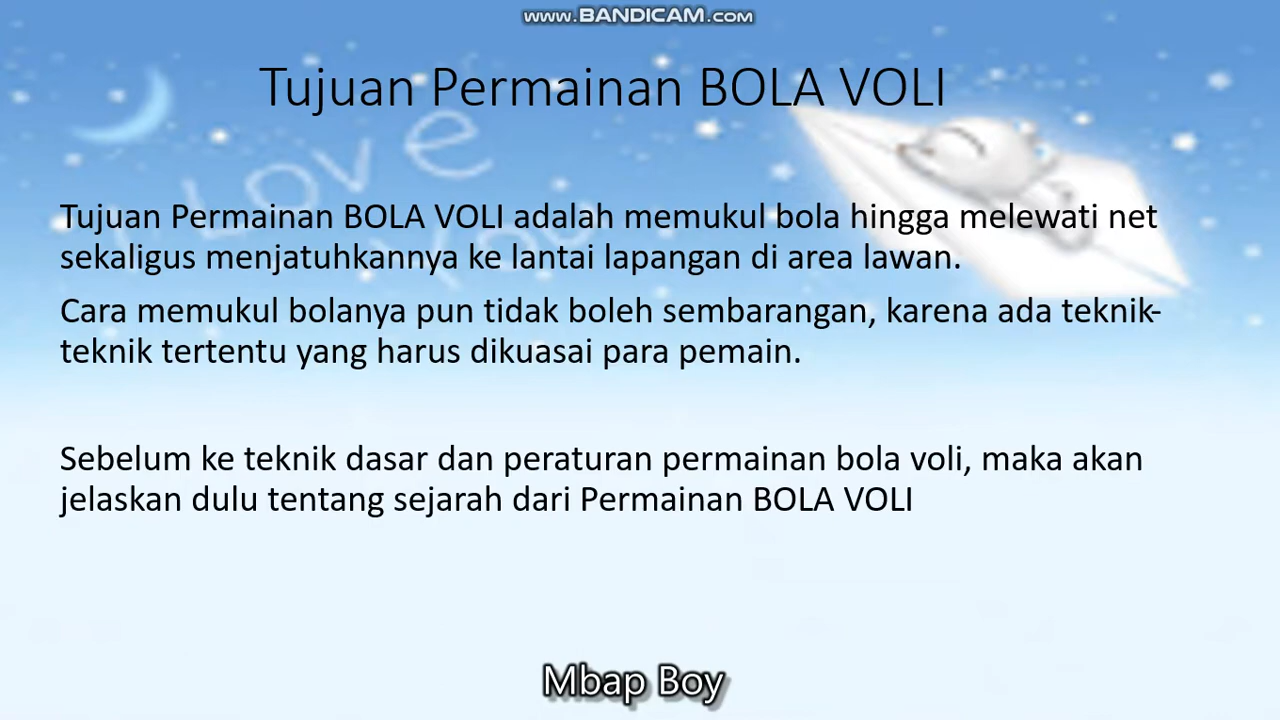 www.BANDICAM.com
Tujuan Permainan BOLA VOLI
Love
You
Tujuan Permainan BOLA VOLI adalah memukul bola hingga melewati net
sekaligus menjatuhkannya ke lantai lapangan di area lawan.
Cara memukul bolanya pun tidak boleh sembarangan, karena ada teknik-
teknik tertentu yang harus dikuasai para pemain.
Sebelum ke teknik dasar dan peraturan permainan bola voli, maka akan
jelaskan dulu tentang sejarah dari Permainan BOLA VOLI
Mbap Boy